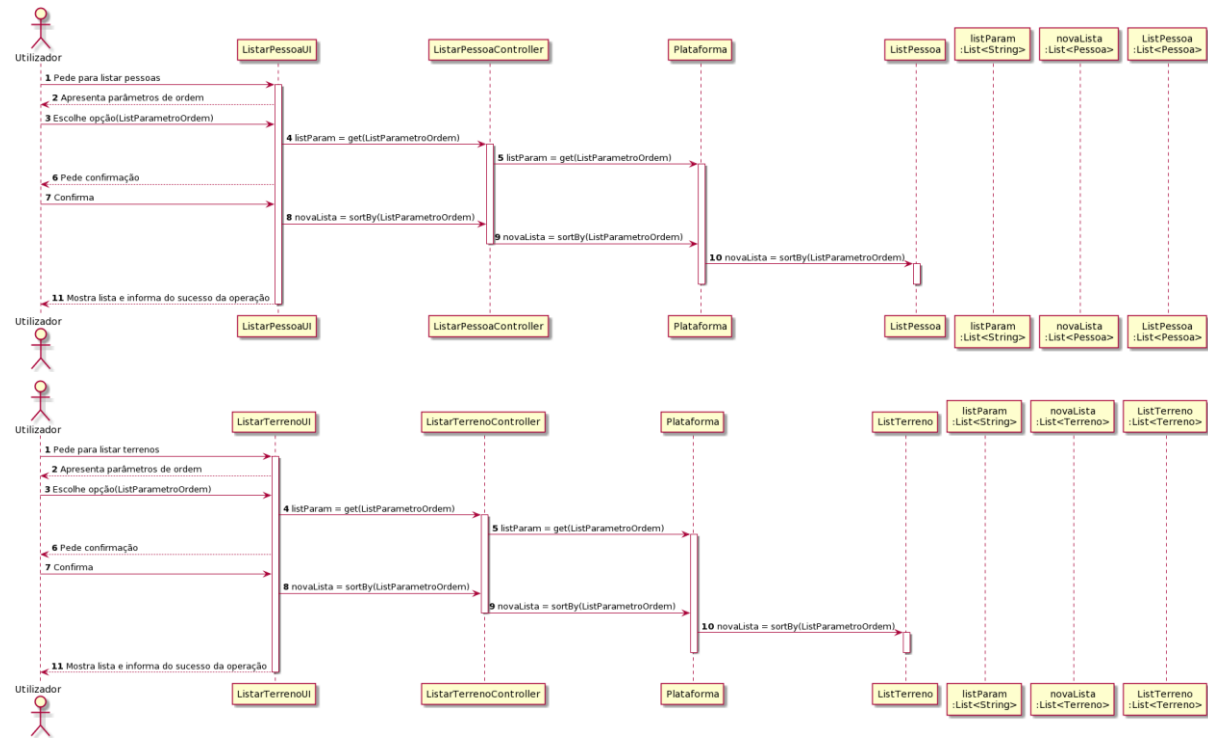 Utilizador
ListarPessoaUI
ListarPessoaController
Plataforma
ListPessoa
listParam
:List<String>
novaLista
:List<Pessoa>
ListPessoa
:List<Pessoa>
1 Pede para listar pessoas
2 Apresenta parâmetros de ordem
3 Escolhe opção(ListParametroOrdem)
4 listParam = get(ListParametroOrdem)
5 listParam = get(ListParametroOrdem)
6 Pede confirmação
7 Confirma
8 novaLista = sortBy(ListParametroOrdem)
9 novaLista = sortBy(ListParametroOrdem)
10 novaLista = sortBy(ListParametroOrdem)
11 Mostra lista e informa do sucesso da operação
Utilizador
ListarPessoaUI
ListarPessoaController
Plataforma
ListPessoa
listParam
:List<String>
novaLista
:List<Pessoa>
ListPessoa
:List<Pessoa>
Utilizador
ListarTerrenoUI
ListarTerrenoController
Plataforma
ListTerreno
listParam
:List<String>
novaLista
:List<Terreno>
ListTerreno
:List<Terreno>
1 Pede para listar terrenos
2 Apresenta parâmetros de ordem
3 Escolhe opção(ListParametroOrdem)
4 listParam = get(ListParametroOrdem)
5 listParam = get(ListParametroOrdem)
6 Pede confirmação
7 Confirma
8 novaLista = sortBy(ListParametroOrdem)
9 novaLista = sortBy(ListParametroOrdem)
10 novaLista = sortBy(ListParametroOrdem)
11 Mostra lista e informa do sucesso da operação
Utilizador
ListarTerrenoUI
ListarTerrenoController
Plataforma
ListTerreno
listParam
:List<String>
novaLista
:List<Terreno>
ListTerreno
:List<Terreno>